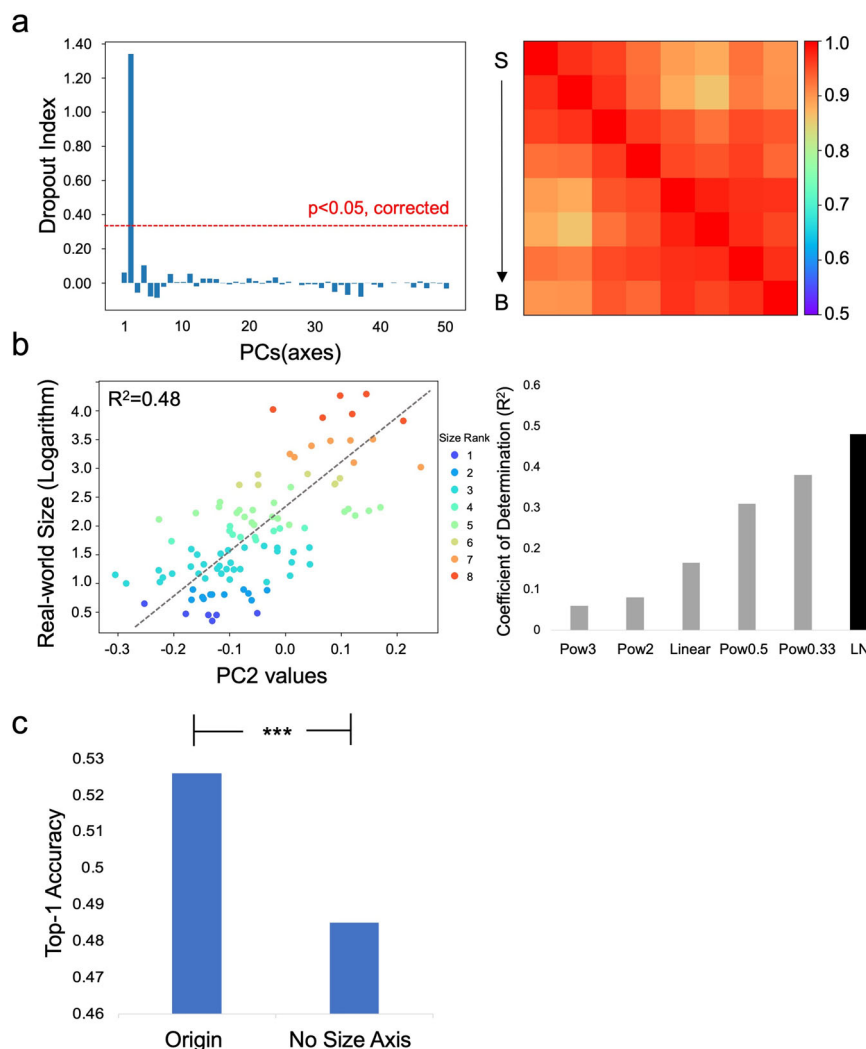 a
1.40
1.20
1.00
0.80
0.60
0.40
0.20
0.00
Dropout Index
p<0.05, corrected
1 10 20 30 40 50
PCs(axes)
S
B
1.0
0.9
0.8
0.7
0.6
0.5
b
R²=0.48
4.0
3.5
3.0
2.5
2.0
1.5
1.0
0.5
Real-world Size (Logarithm)
-0.3 -0.2 -0.1 0.0 0.1 0.2
PC2 values
Size Rank
1
2
3
4
5
6
7
8
0.6
0.5
0.4
0.3
0.2
0.1
0
Coefficient of Determination (R²)
Pow3 Pow2 Linear Pow0.5 Pow0.33 LN
c
***
0.53
0.52
0.51
0.5
0.49
0.48
0.47
0.46
Top-1 Accuracy
Origin No Size Axis